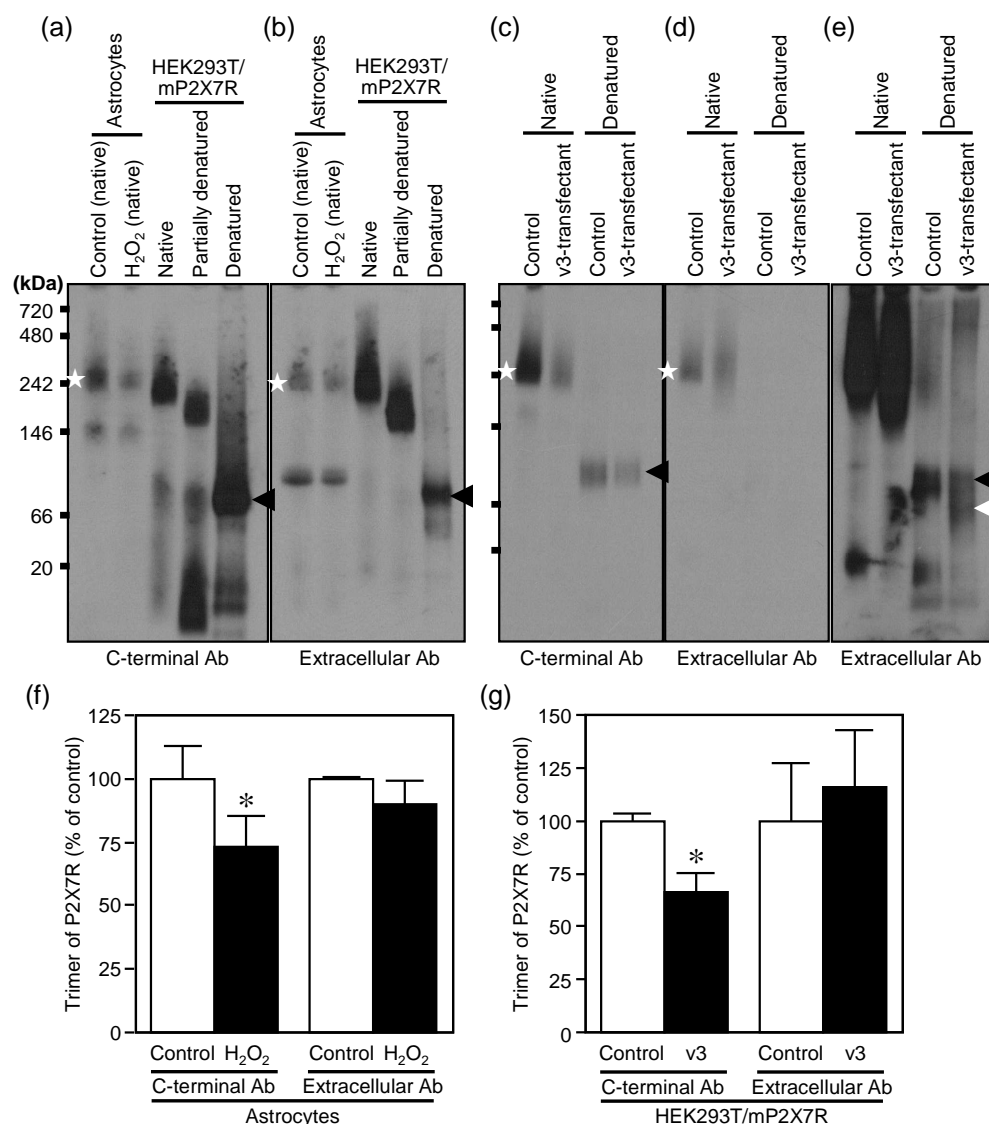 (a)
(b)
(c)
(d)
(e)
Astrocytes
HEK293T/
mP2X7R
Astrocytes
HEK293T/
mP2X7R
Native
Denatured
Native
Denatured
Native
Denatured
Control (native)
H₂O₂ (native)
Native
Partially denatured
Denatured
Control (native)
H₂O₂ (native)
Native
Partially denatured
Denatured
Control
v3-transfectant
Control
v3-transfectant
Control
v3-transfectant
Control
v3-transfectant
Control
v3-transfectant
Control
v3-transfectant
(kDa)
720
480
242
146
66
20
C-terminal Ab
Extracellular Ab
C-terminal Ab
Extracellular Ab
Extracellular Ab
(f)
Trimer of P2X7R (% of control)
125
100
75
50
25
0
*
Control H₂O₂ Control H₂O₂
C-terminal Ab Extracellular Ab
Astrocytes
(g)
Trimer of P2X7R (% of control)
150
125
100
75
50
25
0
*
Control v3 Control v3
C-terminal Ab Extracellular Ab
HEK293T/mP2X7R